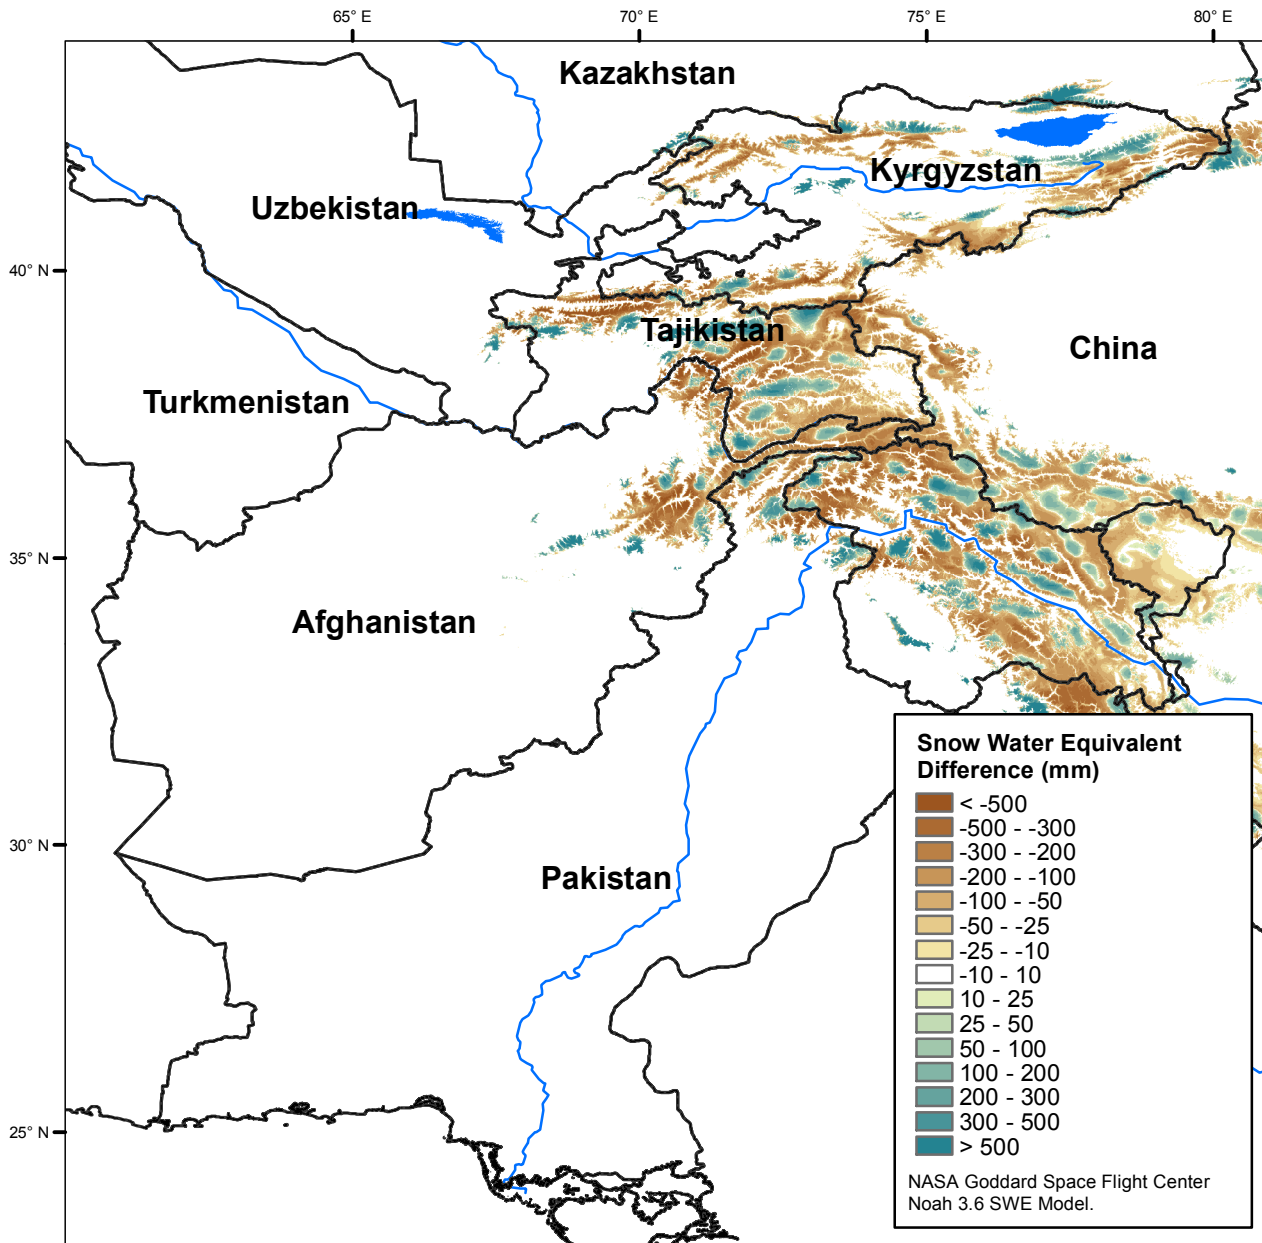 65° E
70° E
75° E
80° E
Kazakhstan
Kyrgyzstan
Uzbekistan
40° N
Tajikistan
China
Turkmenistan
35° N
Afghanistan
30° N
Pakistan
25° N
Snow Water Equivalent
Difference (mm)
< -500
-500 - -300
-300 - -200
-200 - -100
-100 - -50
-50 - -25
-25 - -10
-10 - 10
10 - 25
25 - 50
50 - 100
100 - 200
200 - 300
300 - 500
> 500
NASA Goddard Space Flight Center
Noah 3.6 SWE Model.